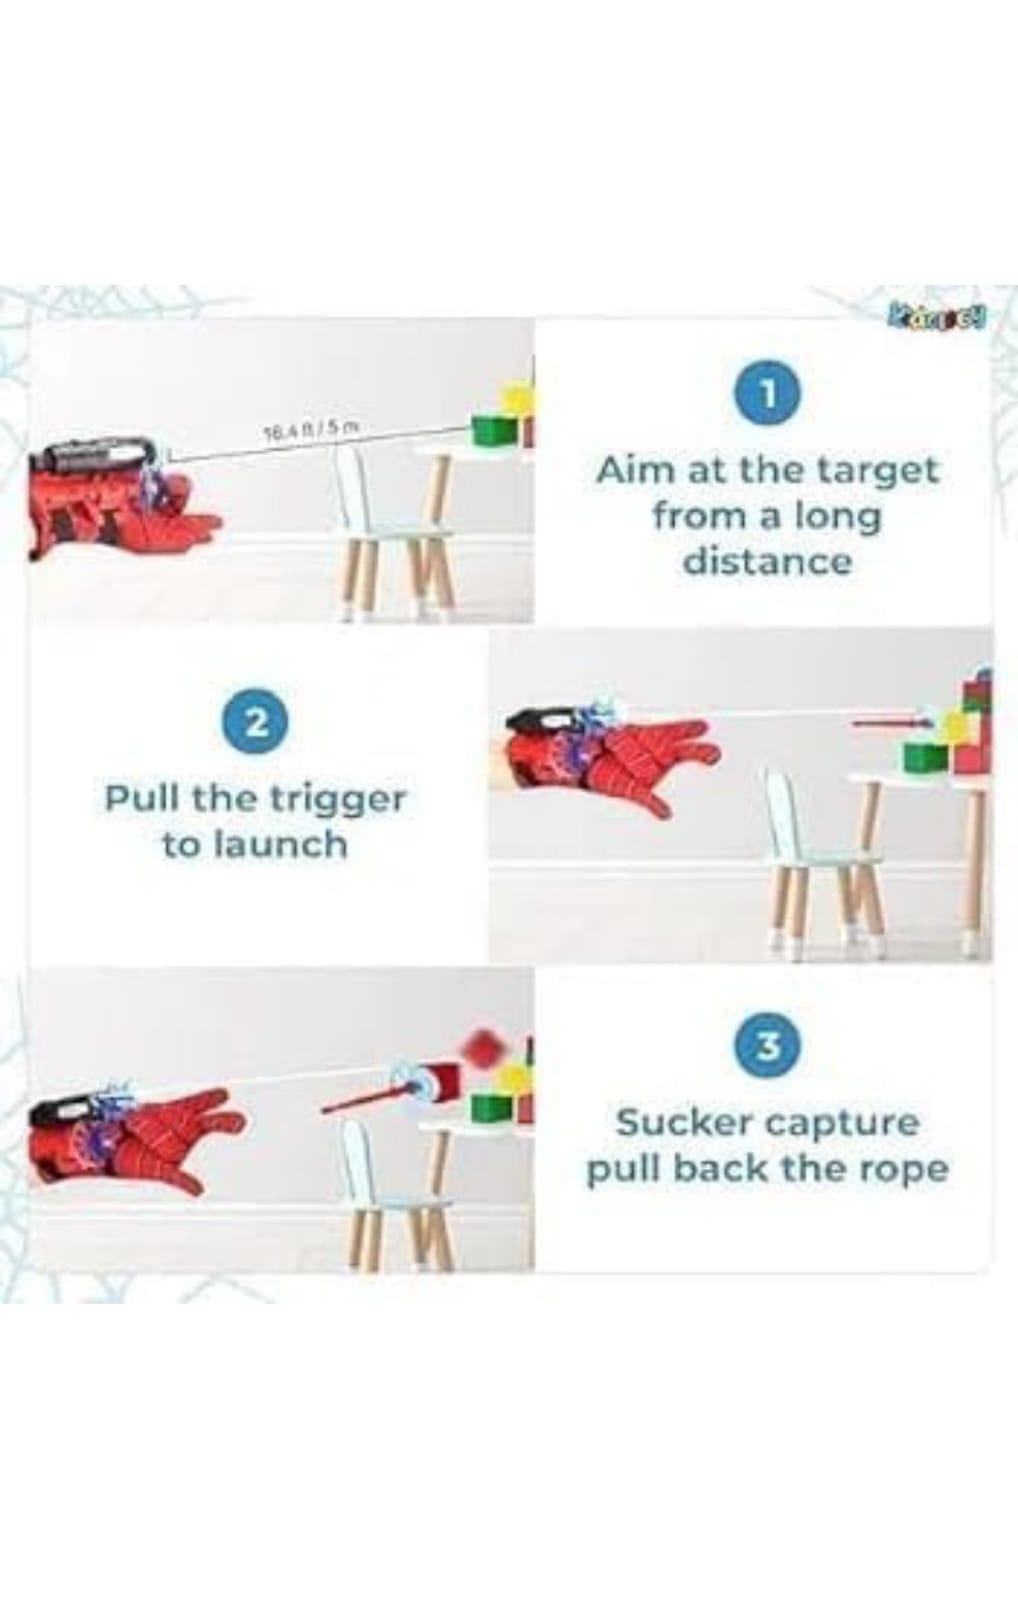 16.4 ft / 5 m
1
Aim at the target
from a long
distance
2
Pull the trigger
to launch
3
Sucker capture
pull back the rope